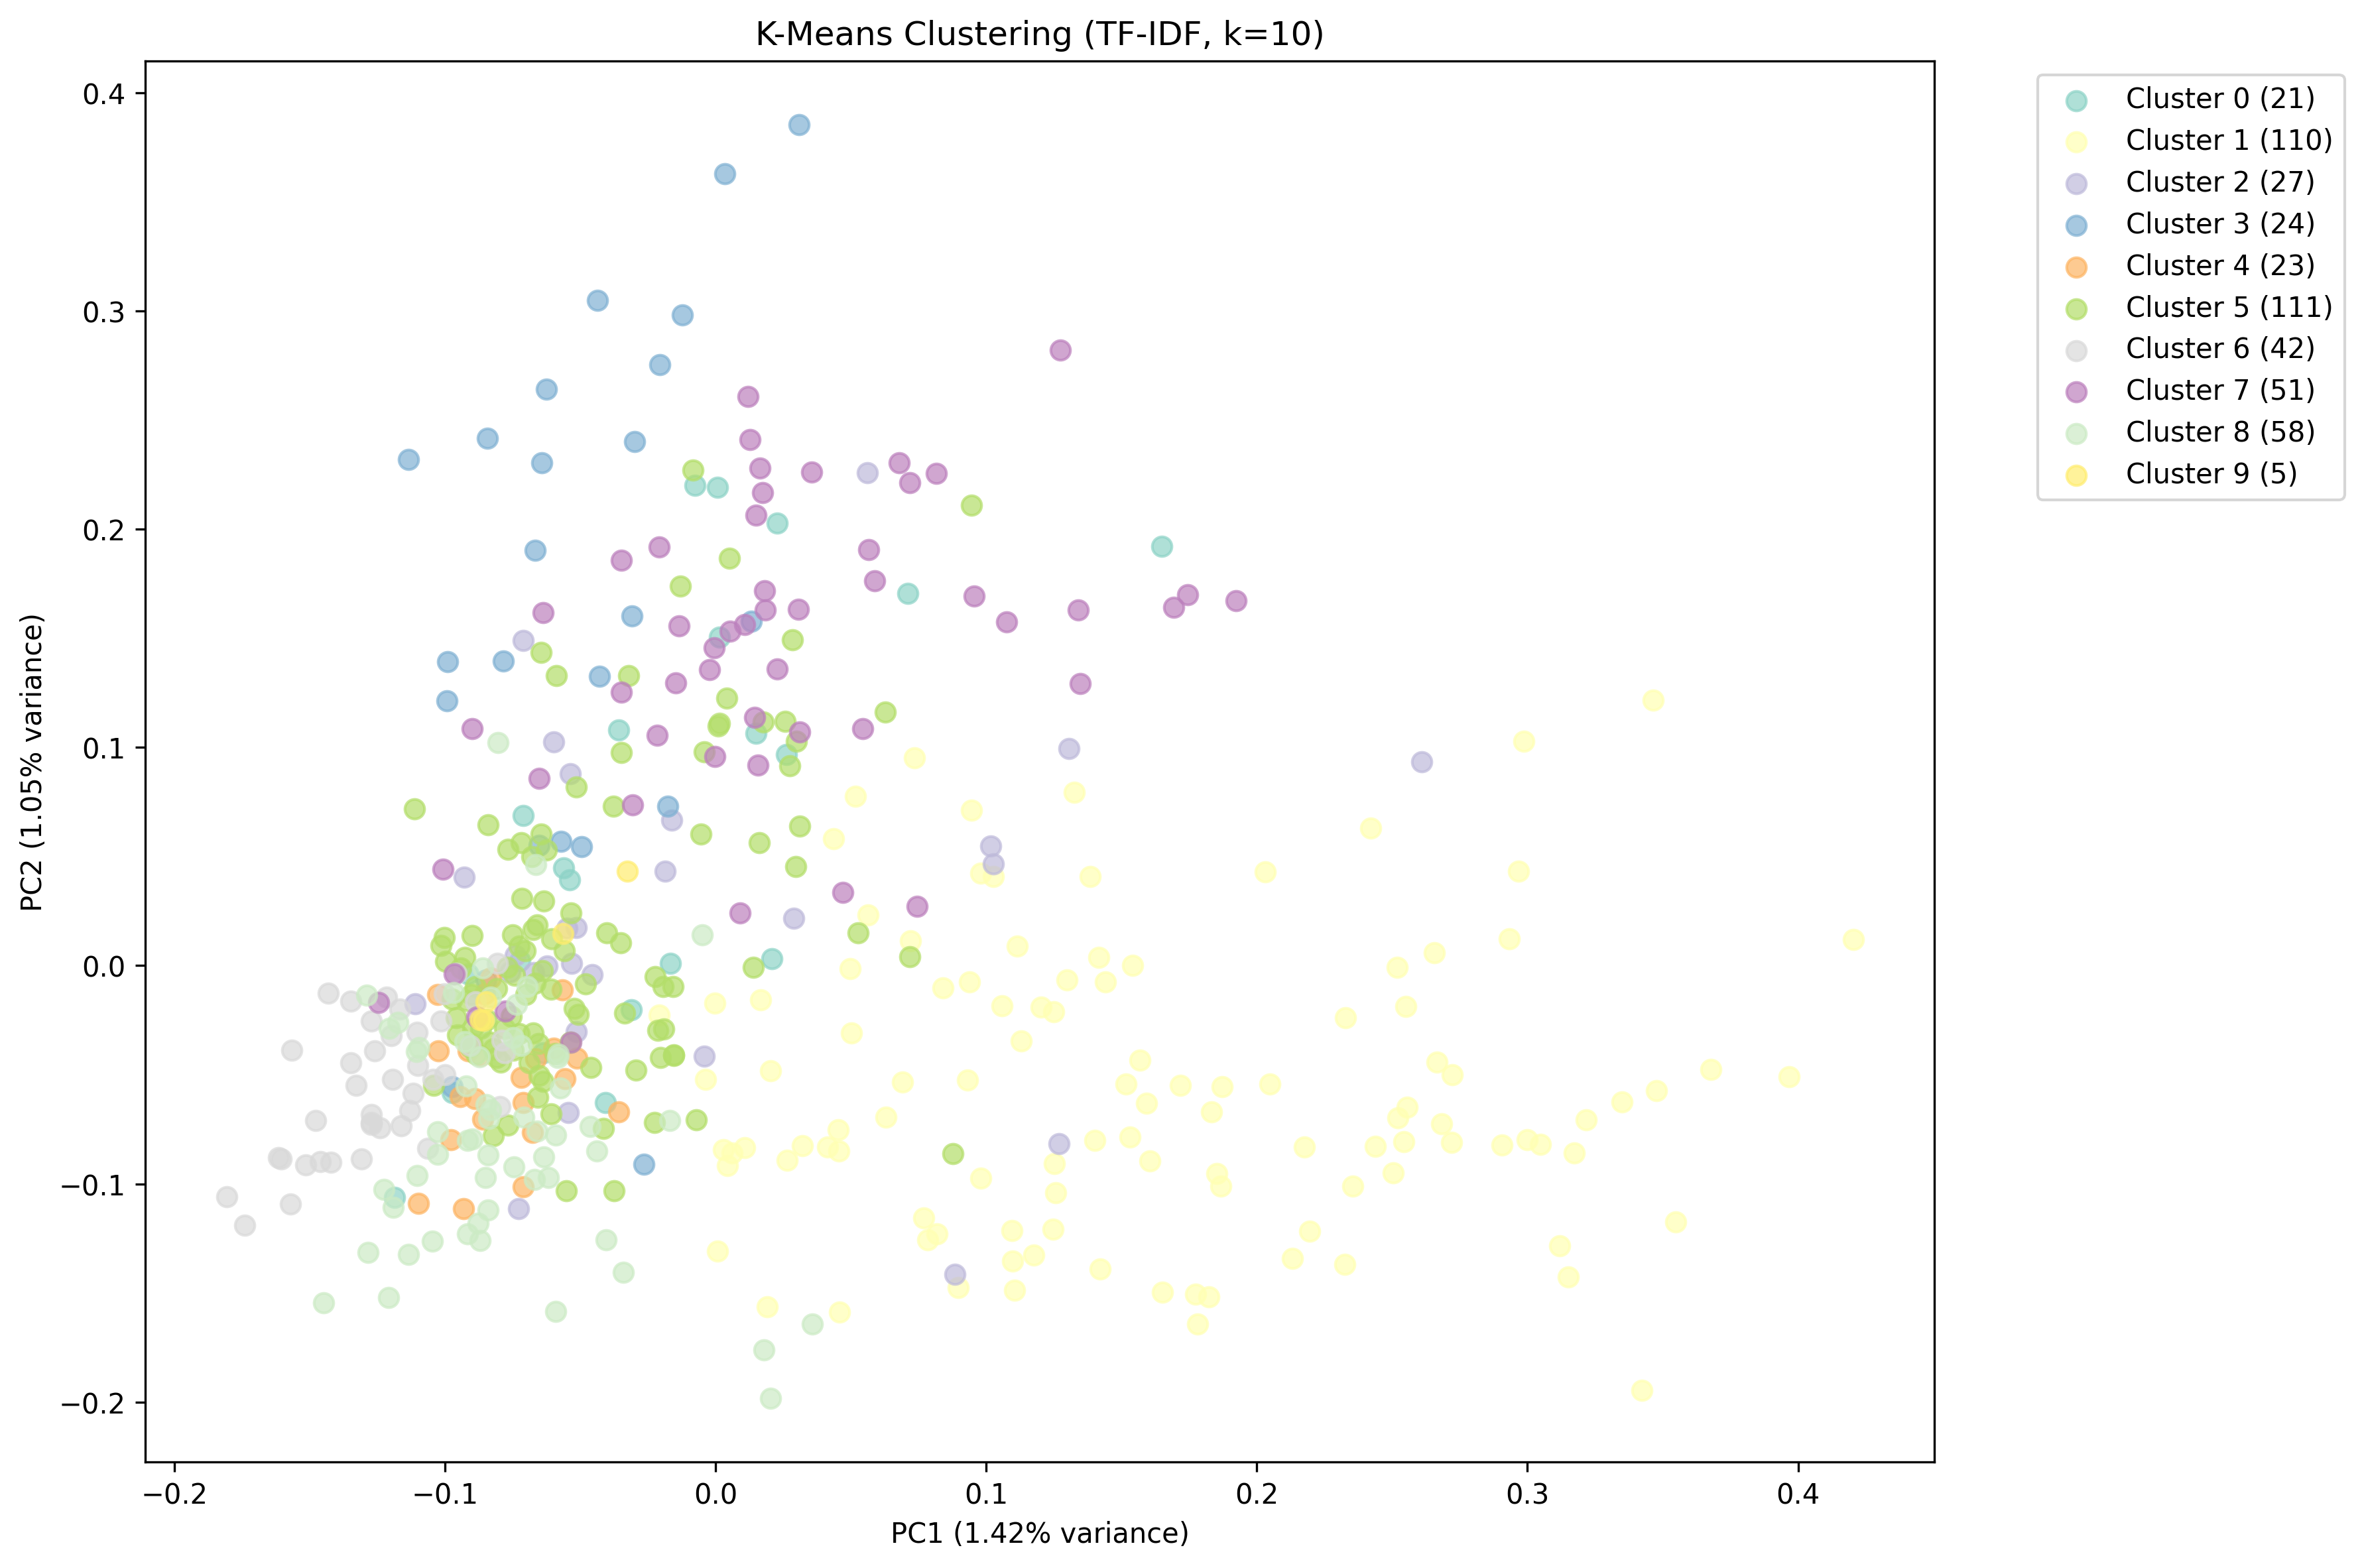 K-Means Clustering (TF-IDF, k=10)
0.4
0.3
0.2
0.1
0.0
−0.1
−0.2
PC2 (1.05% variance)
−0.2
−0.1
0.0
0.1
0.2
0.3
0.4
PC1 (1.42% variance)
Cluster 0 (21)
Cluster 1 (110)
Cluster 2 (27)
Cluster 3 (24)
Cluster 4 (23)
Cluster 5 (111)
Cluster 6 (42)
Cluster 7 (51)
Cluster 8 (58)
Cluster 9 (5)